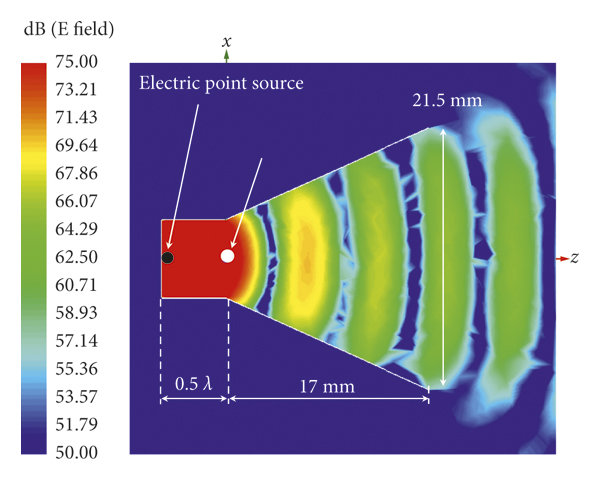 dB (E field)
75.00
73.21
71.43
69.64
67.86
66.07
64.29
62.50
60.71
58.93
57.14
55.36
53.57
51.79
50.00
x
Electric point source
21.5 mm
z
0.5 λ
17 mm